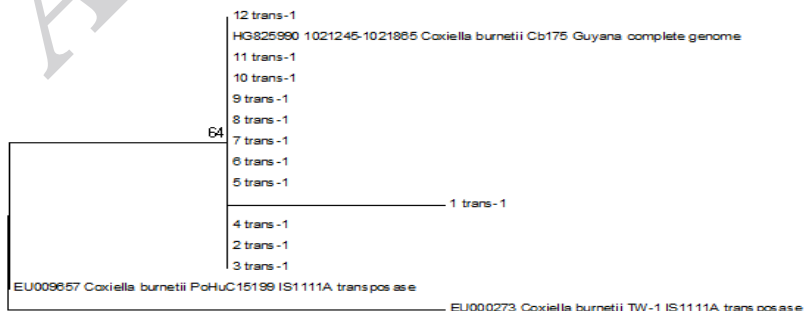 12 trans-1
HG825990 1021245-1021865 Coxiella burnetii Cb175 Guyana complete genome
11 trans-1
10 trans-1
9 trans-1
8 trans-1
64
7 trans-1
6 trans-1
5 trans-1
1 trans-1
4 trans-1
2 trans-1
3 trans-1
EU009657 Coxiella burnetii PoHuC15199 IS1111A transposase
EU000273 Coxiella burnetii TW-1 IS1111A transposase